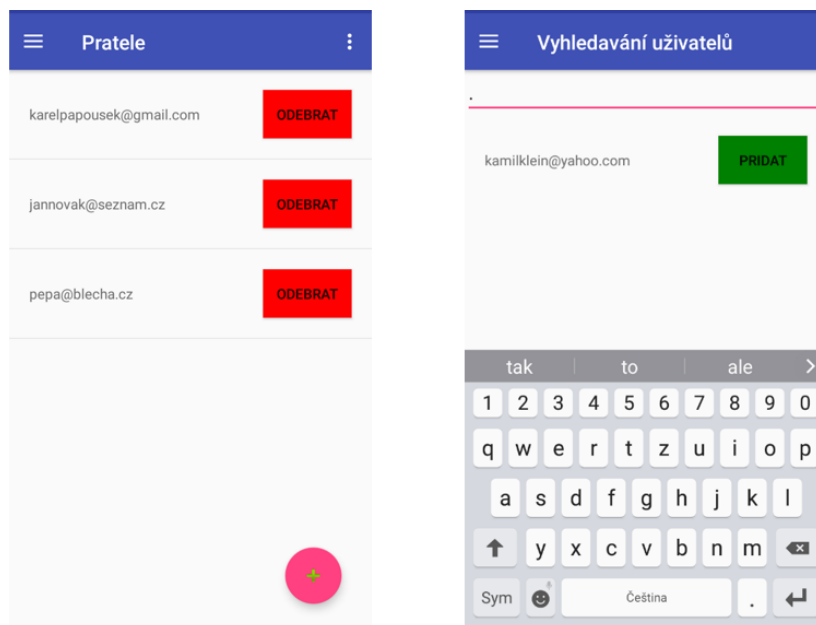 Pratele
karelpapousek@gmail.com
ODEBRAT
jannovak@seznam.cz
ODEBRAT
pepa@blecha.cz
ODEBRAT
+
Vyhledavání uživatelů
.
kamilklein@yahoo.com
PRIDAT
tak to ale >
1 2 3 4 5 6 7 8 9 0
q w e r t z u i o p
a s d f g h j k l
y x c v b n m
Sym Čeština .